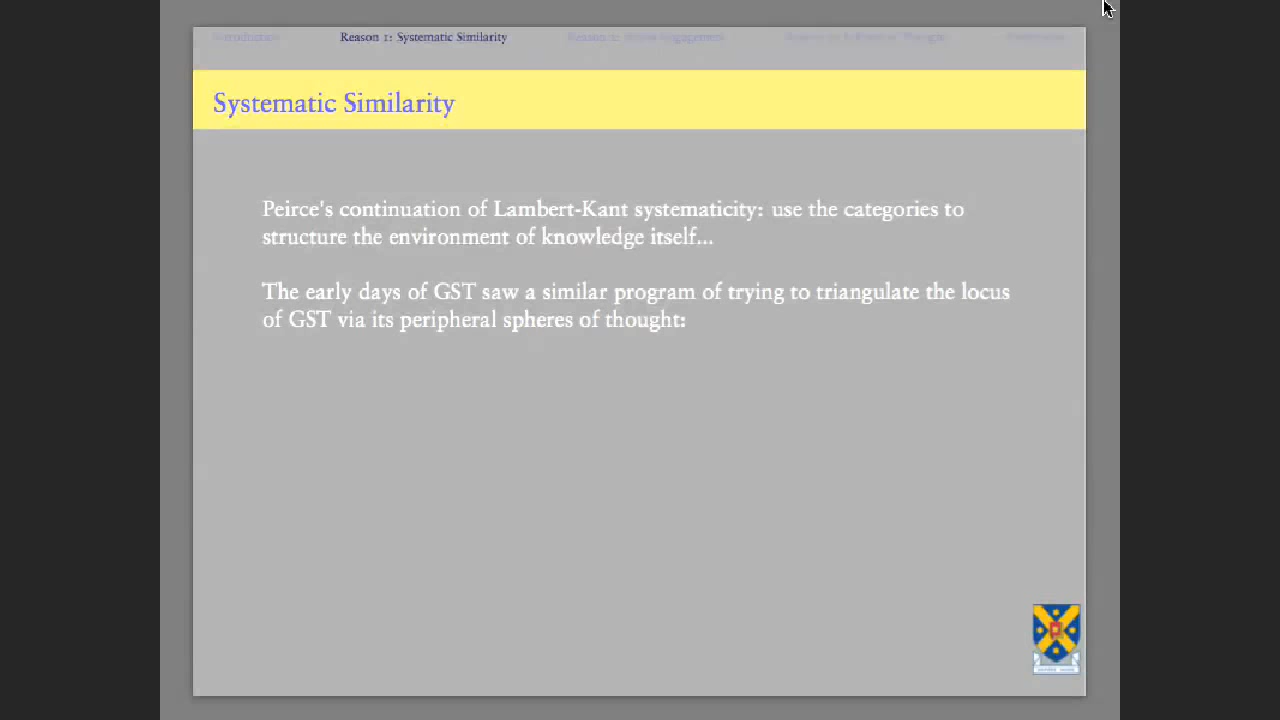 Introduction Reason 1: Systematic Similarity
Systematic Similarity
Peirce's continuation of Lambert-Kant systematicity: use the categories to
structure the environment of knowledge itself...
The early days of GST saw a similar program of trying to triangulate the locus
of GST via its peripheral spheres of thought: